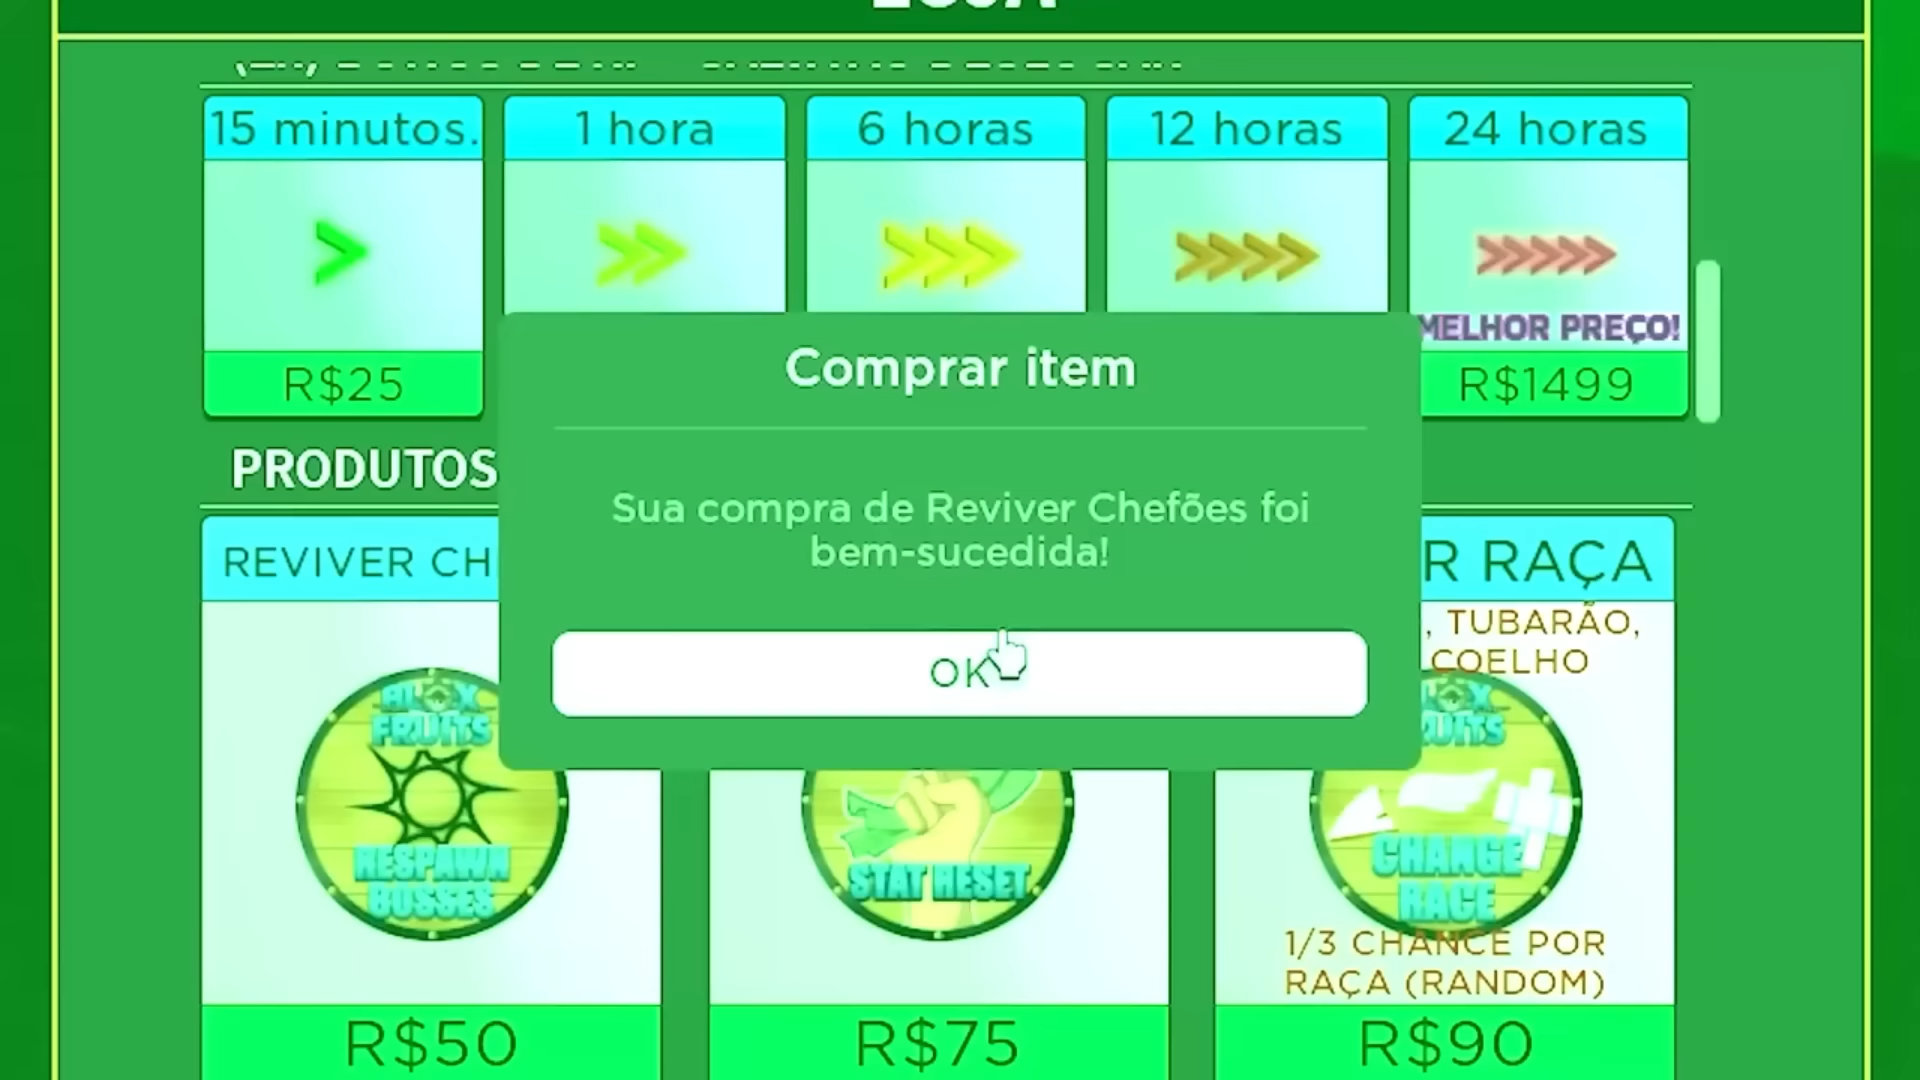 15 minutos.
1 hora
6 horas
12 horas
24 horas
MELHOR PREÇO!
R$25
R$1499
Comprar item
Sua compra de Reviver Chefões foi
bem-sucedida!
OK
PRODUTOS
REVIVER CH
BLOX
FRUITS
RESPAWN
BOSSES
R$50
STAT RESET
R$75
R RAÇA
, TUBARÃO,
COELHO
CHANGE
RACE
1/3 CHANCE POR
RAÇA (RANDOM)
R$90